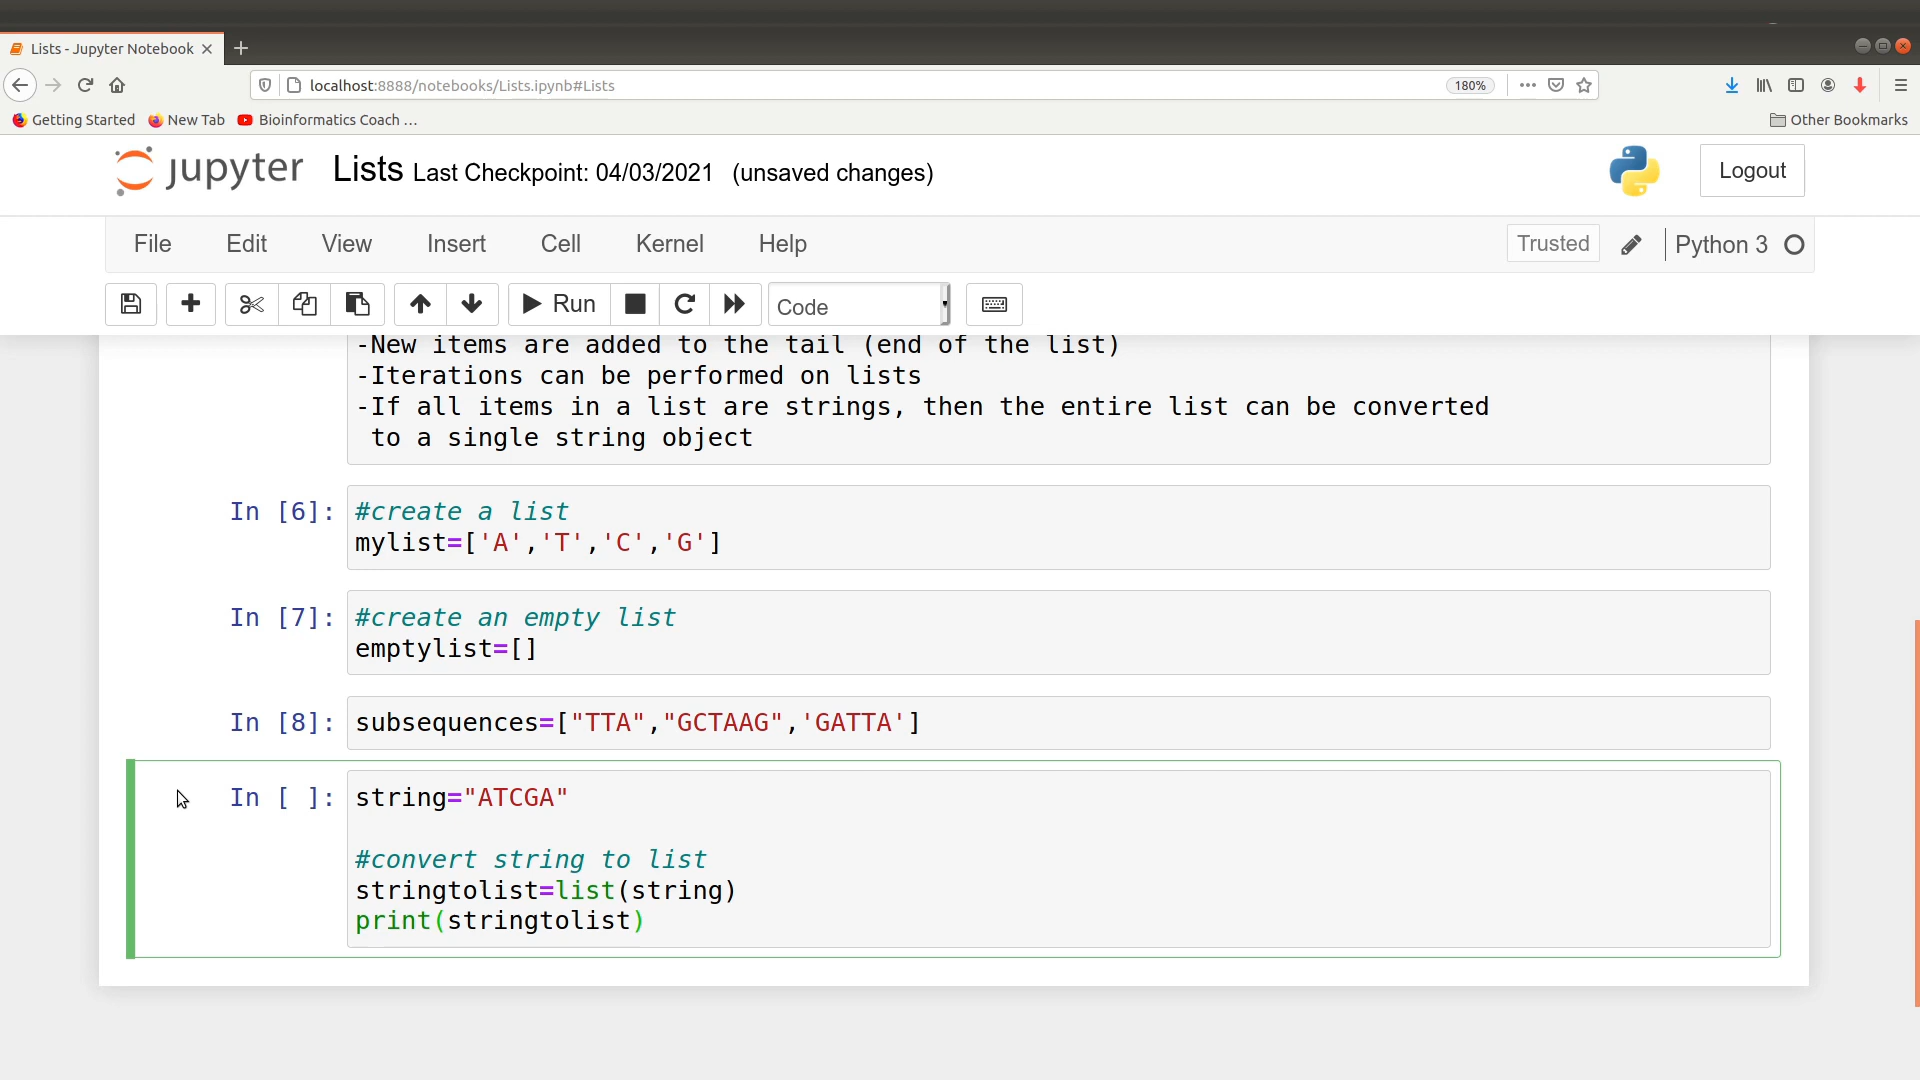 Lists - Jupyter Notebook
localhost:8888/notebooks/Lists.ipynb#Lists
180%
Getting Started
New Tab
Bioinformatics Coach ...
Other Bookmarks
jupyter
Lists Last Checkpoint: 04/03/2021 (unsaved changes)
Logout
File Edit View Insert Cell Kernel Help
Trusted
Python 3
Run
Code
-New items are added to the tail (end of the list)
-Iterations can be performed on lists
-If all items in a list are strings, then the entire list can be converted
to a single string object
In [6]: #create a list
mylist=['A','T','C','G']
In [7]: #create an empty list
emptylist=[]
In [8]: subsequences=["TTA","GCTAAG",'GATTA']
In [ ]: string="ATCGA"
#convert string to list
stringtolist=list(string)
print(stringtolist)